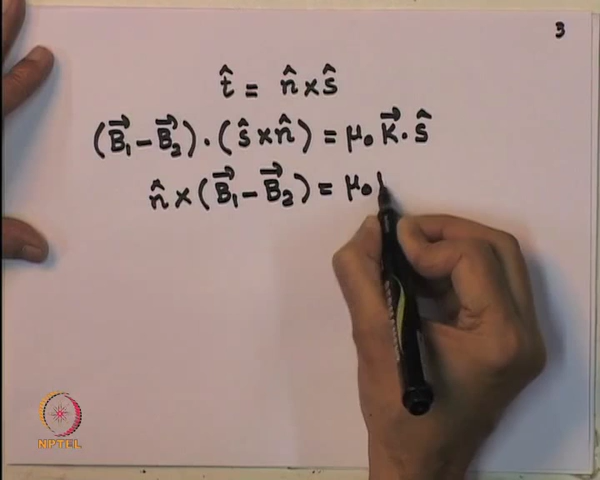 3
t̂ = n̂ × ŝ
(B⃗₁ − B⃗₂) · (ŝ × n̂) = μ₀ K⃗ · ŝ
n̂ × (B⃗₁ − B⃗₂) = μ₀
NPTEL